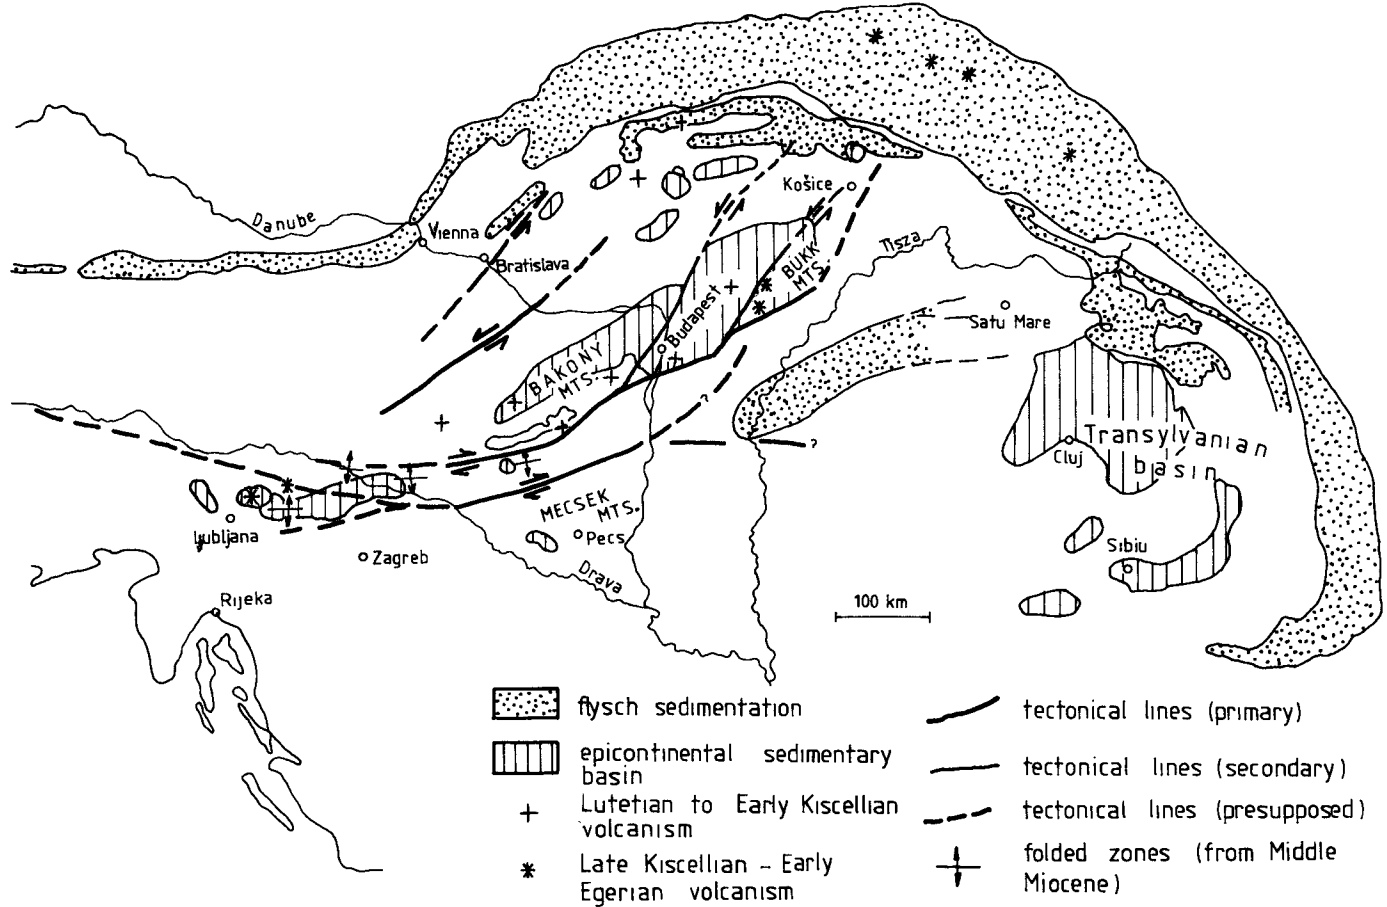 Danube
Vienna
Bratislava
Košice
Tisza
BÜKK
MTS.
Budapest
BAKONY
MTS.
Satu Mare
Transylvanian
basin
Cluj
Sibiu
MECSEK
MTS.
Pecs
Ljubljana
Zagreb
Drava
Rijeka
?
?
100 km
flysch sedimentation
epicontinental sedimentary
basin
Lutetian to Early Kiscellian
volcanism
Late Kiscellian – Early
Egerian volcanism
tectonical lines (primary)
tectonical lines (secondary)
tectonical lines (presupposed)
folded zones (from Middle
Miocene)